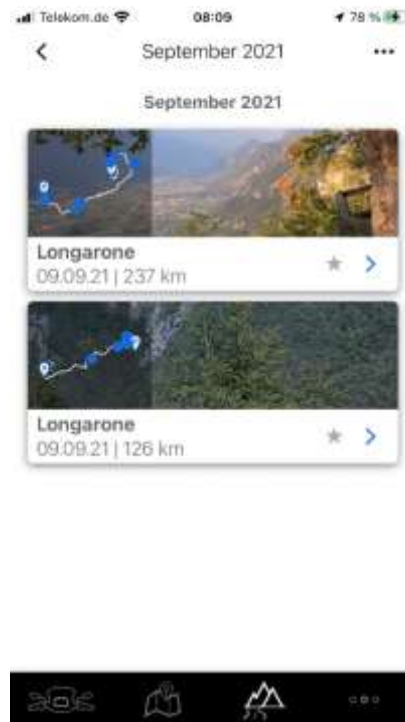 Telekom.de 08:09 78 %
September 2021
September 2021
Longarone
09.09.21 | 237 km
Longarone
09.09.21 | 126 km